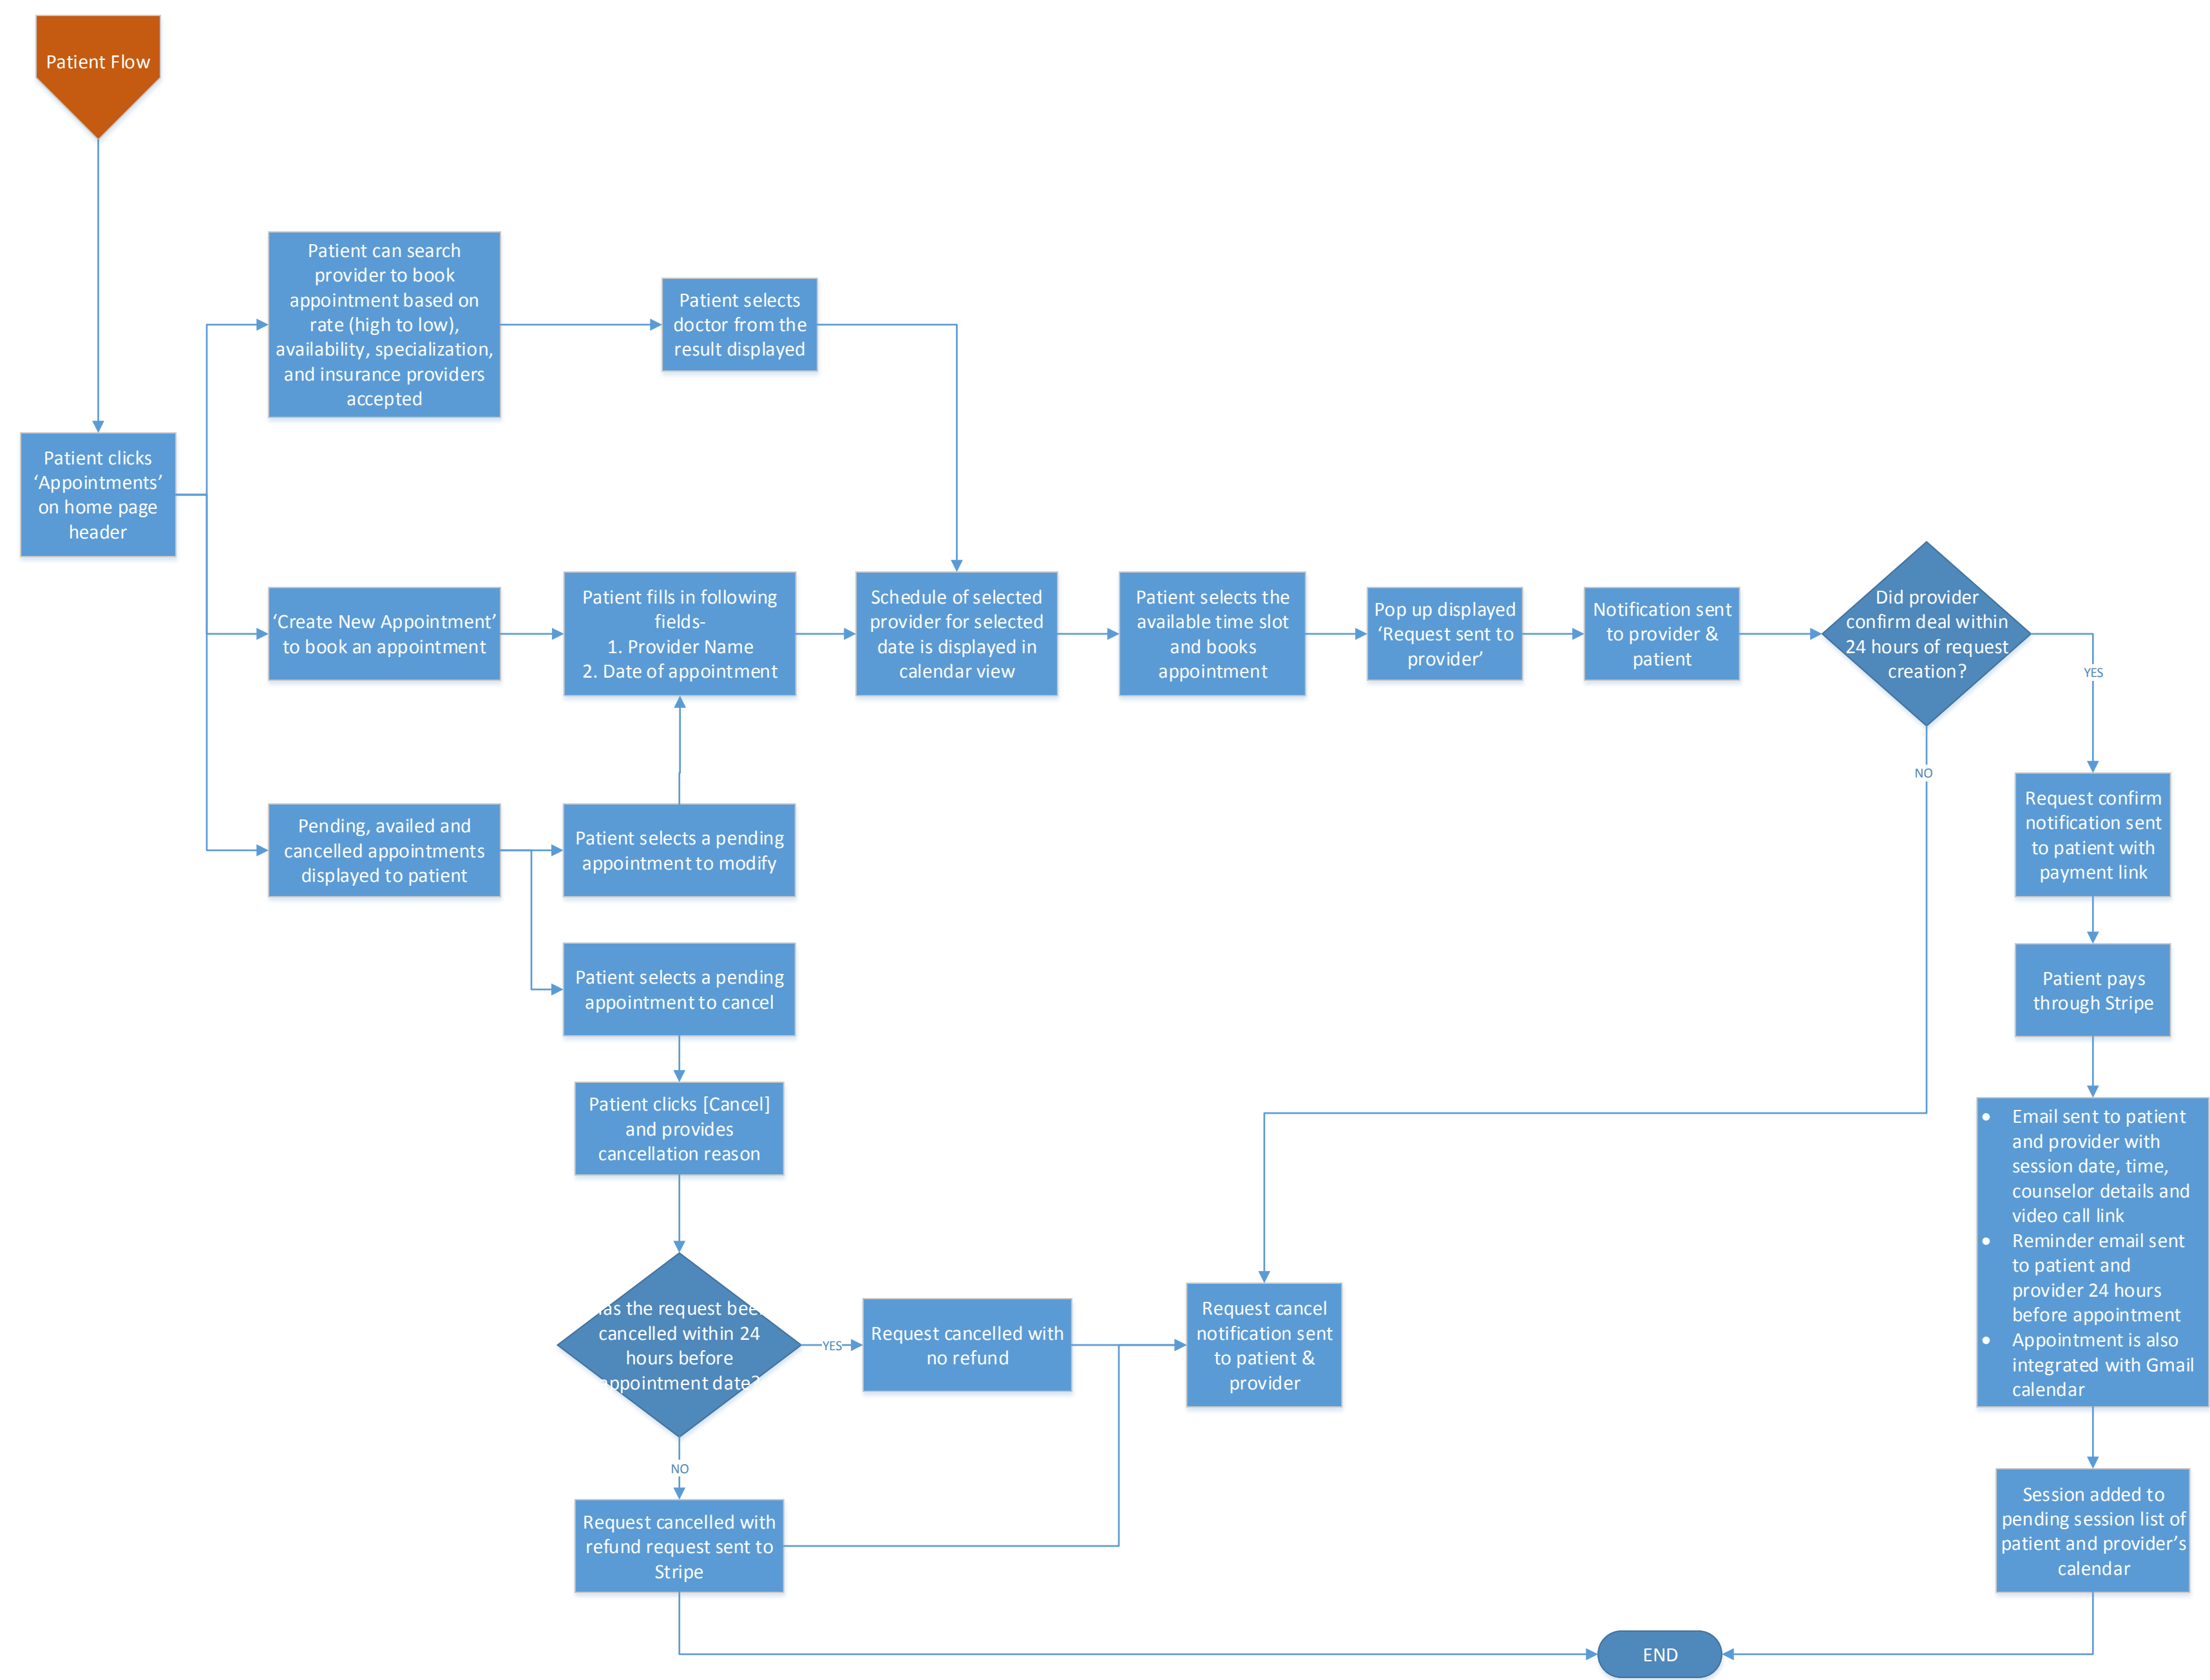 Patient Flow
Patient can search
provider to book
appointment based on
rate (high to low),
availability, specialization,
and insurance providers
accepted
Patient selects
doctor from the
result displayed
Patient clicks
‘Appointments’
on home page
header
‘Create New Appointment’
to book an appointment
Patient fills in following
fields-
1. Provider Name
2. Date of appointment
Schedule of selected
provider for selected
date is displayed in
calendar view
Patient selects the
available time slot
and books
appointment
Pop up displayed
‘Request sent to
provider’
Notification sent
to provider &
patient
Did provider
confirm deal within
24 hours of request
creation?
YES
NO
Pending, availed and
cancelled appointments
displayed to patient
Patient selects a pending
appointment to modify
Request confirm
notification sent
to patient with
payment link
Patient selects a pending
appointment to cancel
Patient pays
through Stripe
Patient clicks [Cancel]
and provides
cancellation reason
• Email sent to patient
and provider with
session date, time,
counselor details and
video call link
• Reminder email sent
to patient and
provider 24 hours
before appointment
• Appointment is also
integrated with Gmail
calendar
the request
cancelled within 24
hours before
date?
YES
Request cancelled with
no refund
Request cancel
notification sent
to patient &
provider
NO
Request cancelled with
refund request sent to
Stripe
Session added to
pending session list of
patient and provider’s
calendar
END